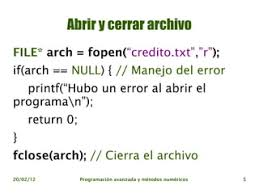 Abrir y cerrar archivo
FILE* arch = fopen(“credito.txt”,”r”);
if(arch == NULL) { // Manejo del error
printf(“Hubo un error al abrir el
programa\n”);
return 0;
}
fclose(arch); // Cierra el archivo
20/02/12 Programación avanzada y métodos numéricos 5